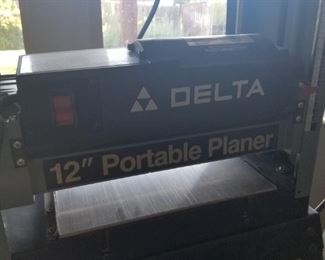 DELTA
12" Portable Planer